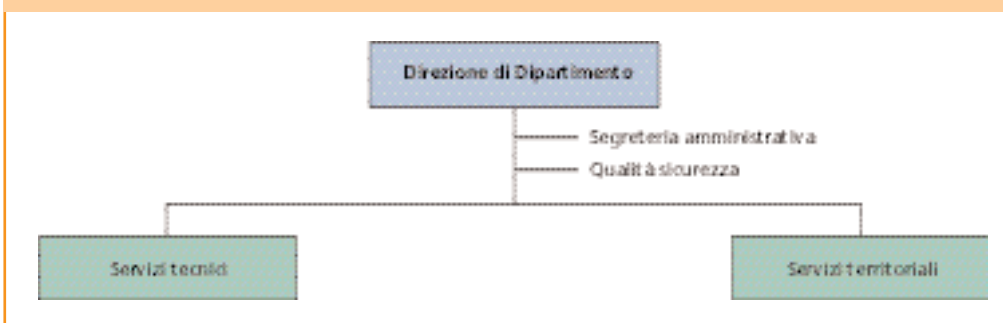 Direzione di Dipartimento
Segreteria amministrativa
Qualità sicurezza
Servizi tecnici
Servizi territoriali